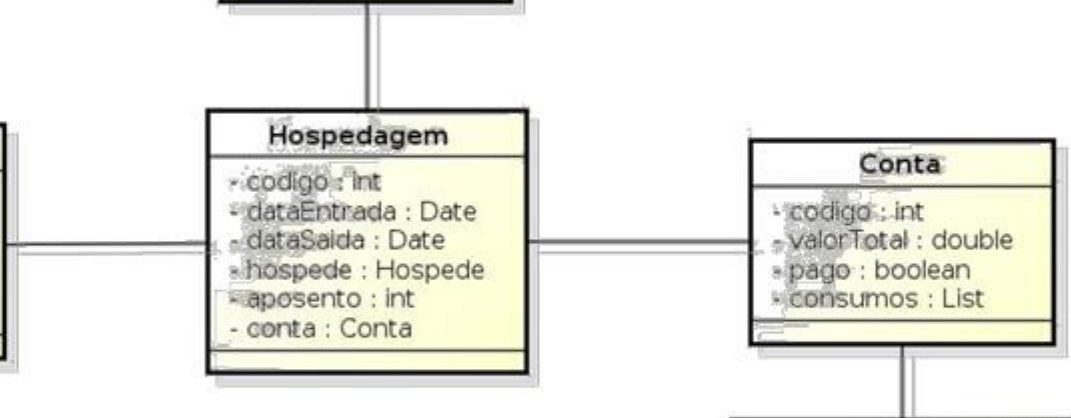 Hospedagem
- codigo : int
- dataEntrada : Date
- dataSaida : Date
- hospede : Hospede
- aposento : int
- conta : Conta
Conta
- codigo : int
- valorTotal : double
- pago : boolean
- consumos : List